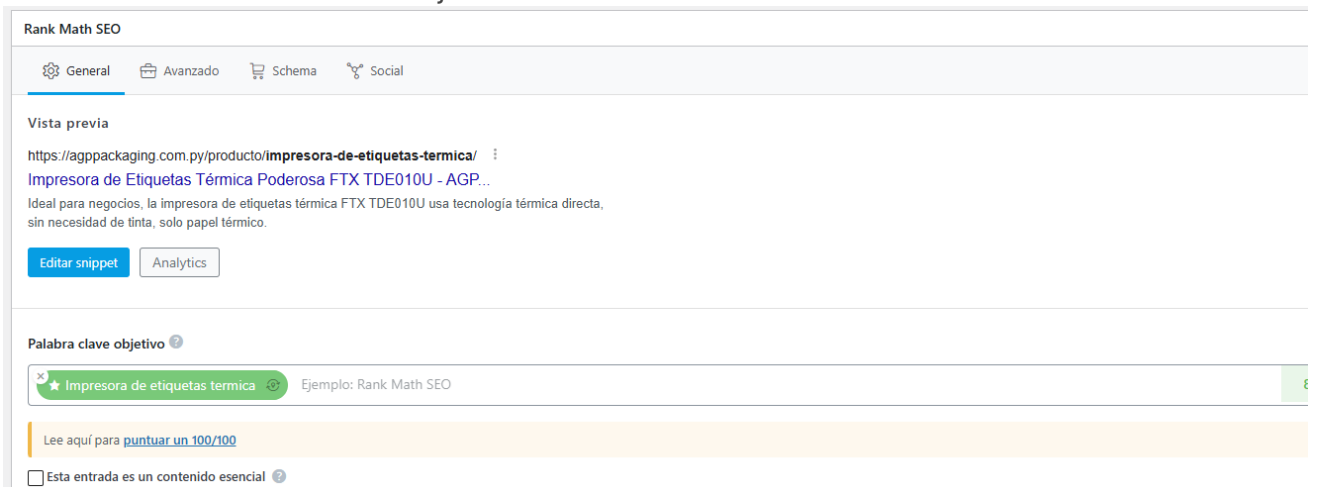 Rank Math SEO
General Avanzado Schema Social
Vista previa
https://agppackaging.com.py/producto/impresora-de-etiquetas-termica/
Impresora de Etiquetas Térmica Poderosa FTX TDE010U - AGP...
Ideal para negocios, la impresora de etiquetas térmica FTX TDE010U usa tecnología térmica directa,
sin necesidad de tinta, solo papel térmico.
Editar snippet Analytics
Palabra clave objetivo
Impresora de etiquetas termica Ejemplo: Rank Math SEO
Lee aquí para puntuar un 100/100
Esta entrada es un contenido esencial